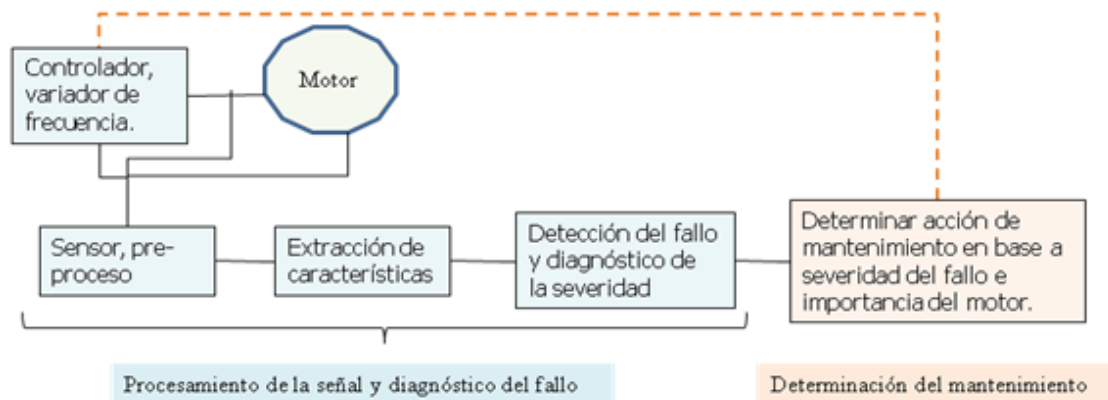 Controlador,
variador de
frecuencia.
Motor
Sensor, pre-
proceso
Extracción de
características
Detección del fallo
y diagnóstico de
la severidad
Determinar acción de
mantenimiento en base a
severidad del fallo e
importancia del motor.
Procesamiento de la señal y diagnóstico del fallo
Determinación del mantenimiento